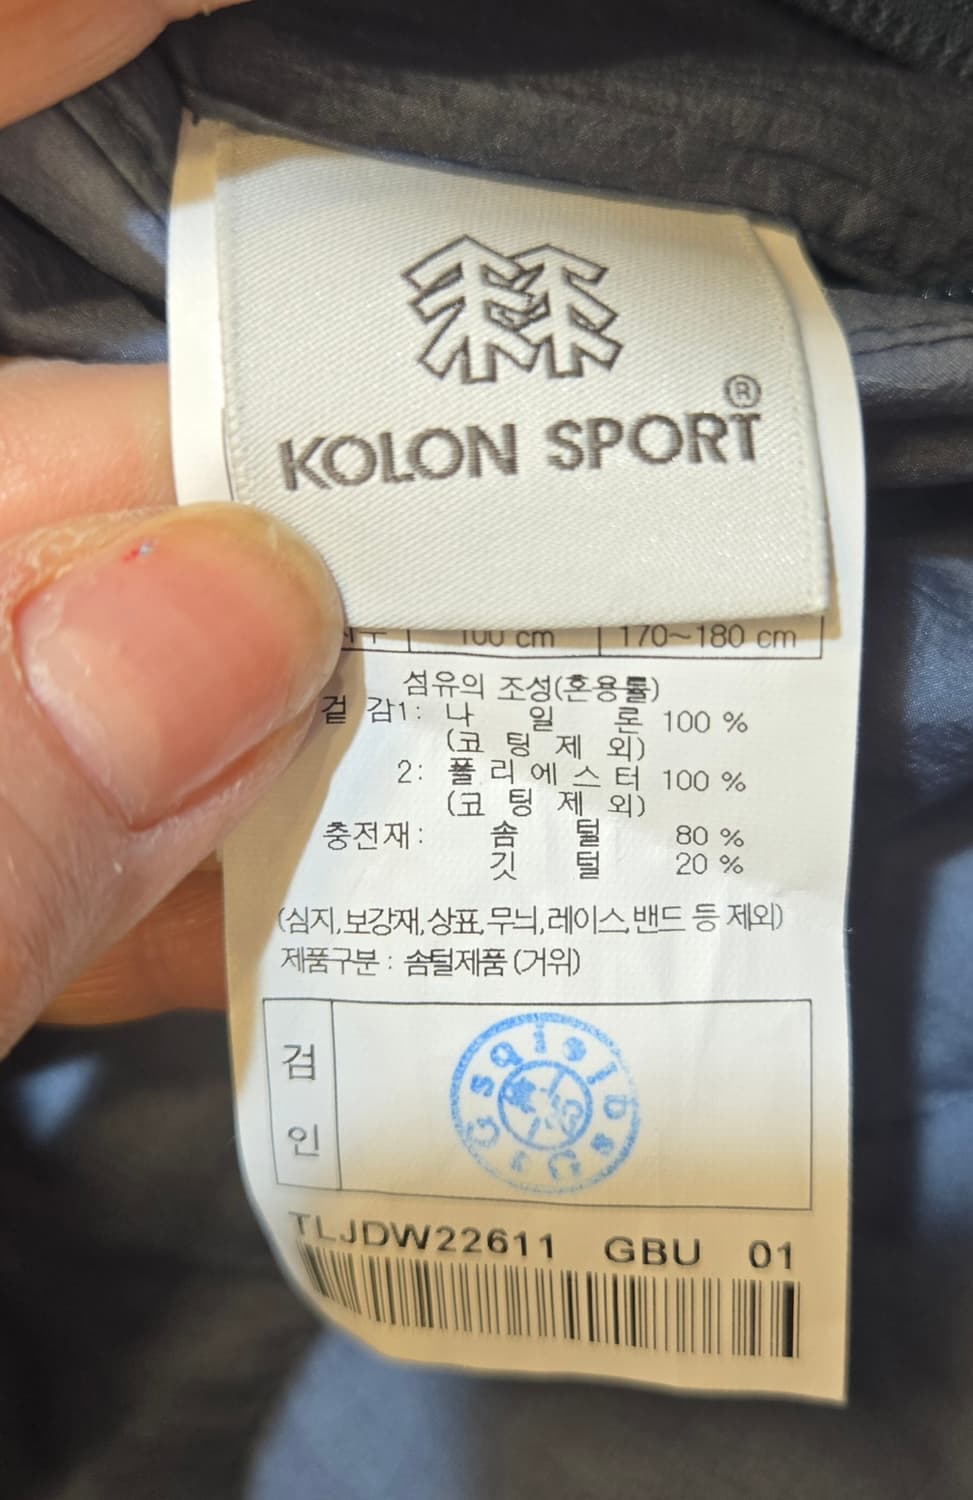 ®
KOLON SPORT
100 cm 170~180 cm
섬유의 조성(혼용률)
겉 감1: 나 일 론 100 %
(코 팅 제 외)
2: 폴 리 에 스 터 100 %
(코 팅 제 외)
충전재: 솜 털 80 %
깃 털 20 %
(심지,보강재,상표,무늬,레이스,밴드 등 제외)
제품구분 : 솜털제품 (거위)
검
인
TLJDW22611 GBU 01